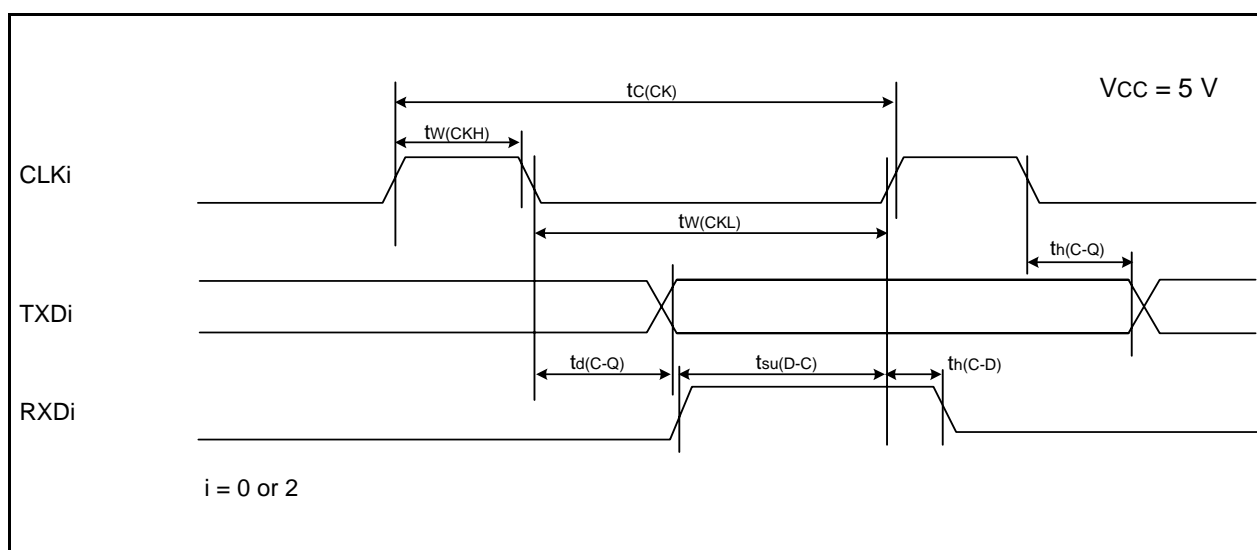 tC(CK)
VCC = 5 V
tW(CKH)
CLKi
tW(CKL)
th(C-Q)
TXDi
td(C-Q)
tsu(D-C)
th(C-D)
RXDi
i = 0 or 2